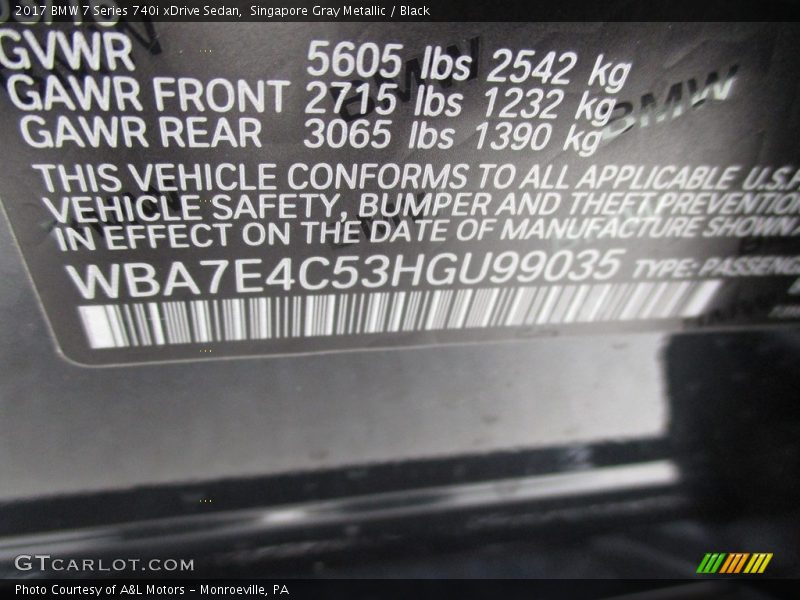 2017 BMW 7 Series 740i xDrive Sedan, Singapore Gray Metallic / Black
GVWR 5605 lbs 2542 kg
GAWR FRONT 2715 lbs 1232 kg
GAWR REAR 3065 lbs 1390 kg
THIS VEHICLE CONFORMS TO ALL APPLICABLE U.S.A
VEHICLE SAFETY, BUMPER AND THEFT PREVENTION
IN EFFECT ON THE DATE OF MANUFACTURE SHOWN
WBA7E4C53HGU99035 TYPE: PASSENG
BMW
BMW
GTCARLOT.COM
Photo Courtesy of A&L Motors - Monroeville, PA